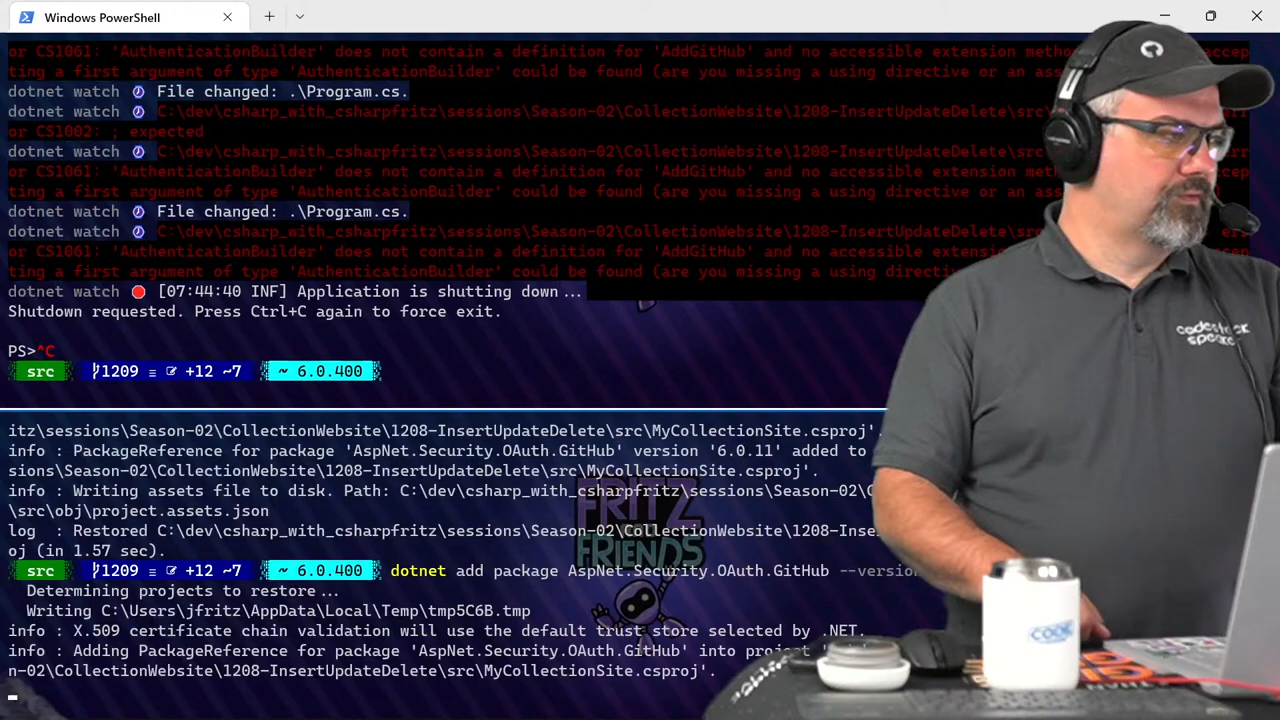 Windows PowerShell
or CS1061: 'AuthenticationBuilder' does not contain a definition for 'AddGitHub' and no accessible extension metho accep
ting a first argument of type 'AuthenticationBuilder' could be found (are you missing a using directive or an ass
dotnet watch File changed: .\Program.cs.
dotnet watch C:\dev\csharp_with_csharpfritz\sessions\Season-02\CollectionWebsite\1208-InsertUpdateDelete\src\My
or CS1002: ; expected
dotnet watch C:\dev\csharp_with_csharpfritz\sessions\Season-02\CollectionWebsite\1208-InsertUpdateDelete\src
or CS1061: 'AuthenticationBuilder' does not contain a definition for 'AddGitHub' and no accessible extension meth accep
ting a first argument of type 'AuthenticationBuilder' could be found (are you missing a using directive or an ass
dotnet watch File changed: .\Program.cs.
dotnet watch C:\dev\csharp_with_csharpfritz\sessions\Season-02\CollectionWebsite\1208-InsertUpdateDelete\src
or CS1061: 'AuthenticationBuilder' does not contain a definition for 'AddGitHub' and no accessible extension
ting a first argument of type 'AuthenticationBuilder' could be found (are you missing a using directive
dotnet watch [07:44:40 INF] Application is shutting down...
Shutdown requested. Press Ctrl+C again to force exit.
PS>^C
src 1209 ≡ +12 ~7 ~ 6.0.400
itz\sessions\Season-02\CollectionWebsite\1208-InsertUpdateDelete\src\MyCollectionSite.csproj'.
info : PackageReference for package 'AspNet.Security.OAuth.GitHub' version '6.0.11' added to
sions\Season-02\CollectionWebsite\1208-InsertUpdateDelete\src\MyCollectionSite.csproj'.
info : Writing assets file to disk. Path: C:\dev\csharp_with_csharpfritz\sessions\Season-02\C
\src\obj\project.assets.json
log : Restored C:\dev\csharp_with_csharpfritz\sessions\Season-02\CollectionWebsite\1208-Inse
oj (in 1.57 sec).
src 1209 ≡ +12 ~7 ~ 6.0.400 dotnet add package AspNet.Security.OAuth.GitHub --version
Determining projects to restore...
Writing C:\Users\jfritz\AppData\Local\Temp\tmp5C6B.tmp
info : X.509 certificate chain validation will use the default trust store selected by .NET.
info : Adding PackageReference for package 'AspNet.Security.OAuth.GitHub' into project
n-02\CollectionWebsite\1208-InsertUpdateDelete\src\MyCollectionSite.csproj'.
FRITZ
FRIENDS
codestock
speaker